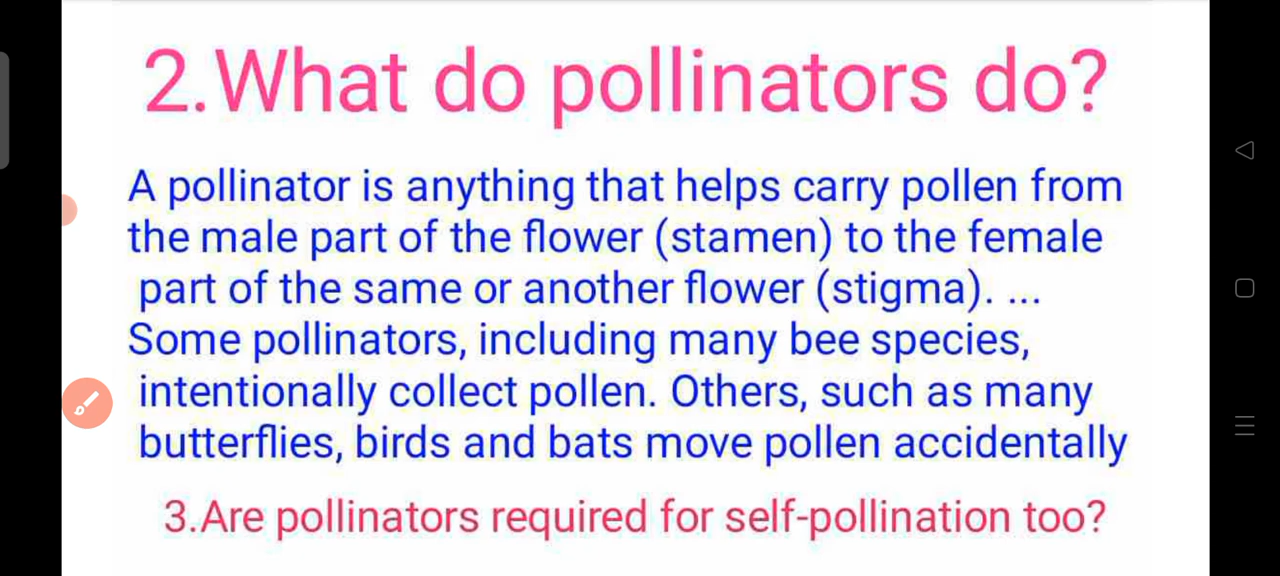 2.What do pollinators do?
A pollinator is anything that helps carry pollen from
the male part of the flower (stamen) to the female
part of the same or another flower (stigma). ...
Some pollinators, including many bee species,
intentionally collect pollen. Others, such as many
butterflies, birds and bats move pollen accidentally
3.Are pollinators required for self-pollination too?